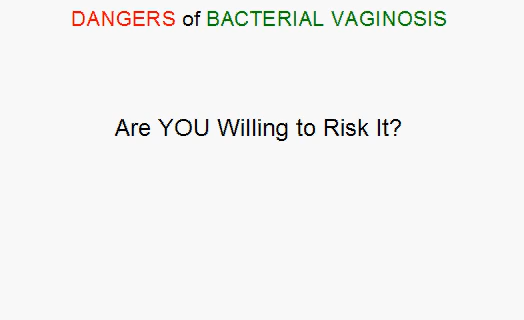 DANGERS of BACTERIAL VAGINOSIS
Are YOU Willing to Risk It?